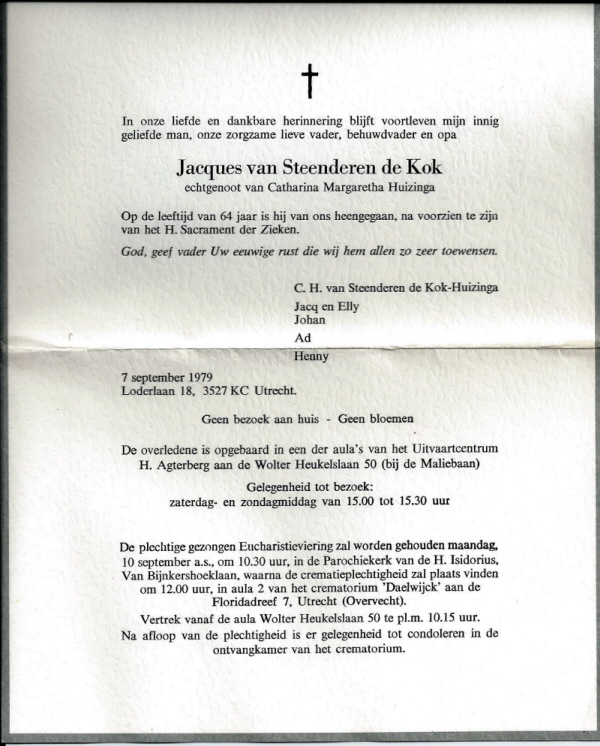 In onze liefde en dankbare herinnering blijft voortleven mijn innig
geliefde man, onze zorgzame lieve vader, behuwdvader en opa
Jacques van Steenderen de Kok
echtgenoot van Catharina Margaretha Huizinga
Op de leeftijd van 64 jaar is hij van ons heengegaan, na voorzien te zijn
van het H. Sacrament der Zieken.
God, geef vader Uw eeuwige rust die wij hem allen zo zeer toewensen.
C. H. van Steenderen de Kok-Huizinga
Jacq en Elly
Johan
Ad
Henny
7 september 1979
Loderlaan 18, 3527 KC Utrecht.
Geen bezoek aan huis - Geen bloemen
De overledene is opgebaard in een der aula's van het Uitvaartcentrum
H. Agterberg aan de Wolter Heukelslaan 50 (bij de Maliebaan)
Gelegenheid tot bezoek:
zaterdag- en zondagmiddag van 15.00 tot 15.30 uur
De plechtige gezongen Eucharistieviering zal worden gehouden maandag,
10 september a.s., om 10.30 uur, in de Parochiekerk van de H. Isidorius,
Van Bijnkershoeklaan, waarna de crematieplechtigheid zal plaats vinden
om 12.00 uur, in aula 2 van het crematorium 'Daelwijck' aan de
Floridadreef 7, Utrecht (Overvecht).
Vertrek vanaf de aula Wolter Heukelslaan 50 te pl.m. 10.15 uur.
Na afloop van de plechtigheid is er gelegenheid tot condoleren in de
ontvangkamer van het crematorium.